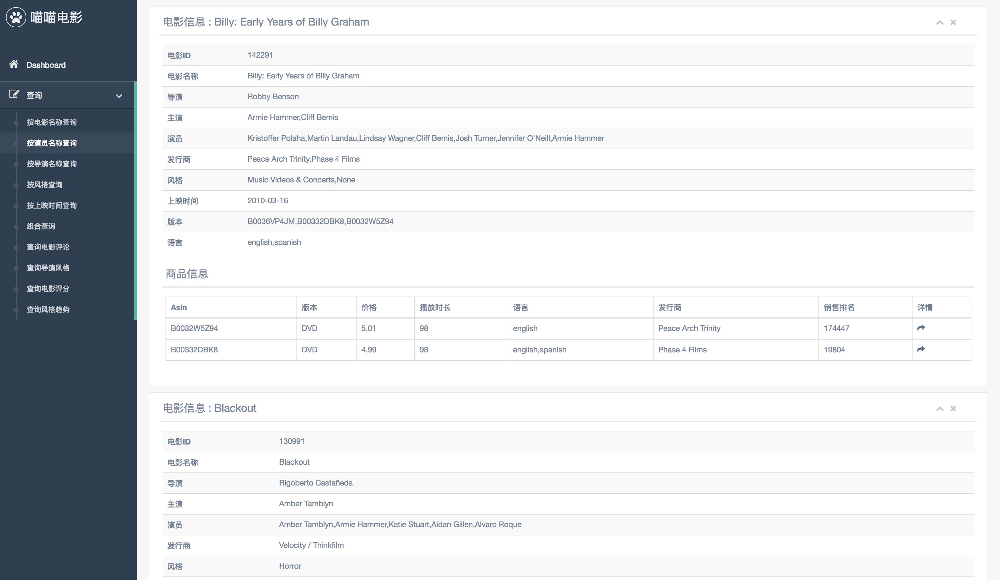 喵喵电影
Dashboard
查询
按电影名称查询
按演员名称查询
按导演名称查询
按风格查询
按上映时间查询
组合查询
查询电影评论
查询导演风格
查询电影评分
查询风格趋势
电影信息 : Billy: Early Years of Billy Graham
电影ID 142291
电影名称 Billy: Early Years of Billy Graham
导演 Robby Benson
主演 Armie Hammer,Cliff Bemis
演员 Kristoffer Polaha,Martin Landau,Lindsay Wagner,Cliff Bemis,Josh Turner,Jennifer O'Neill,Armie Hammer
发行商 Peace Arch Trinity,Phase 4 Films
风格 Music Videos & Concerts,None
上映时间 2010-03-16
版本 B0036VP4JM,B00332DBK8,B0032W5Z94
语言 english,spanish
商品信息
Asin 版本 价格 播放时长 语言 发行商 销售排名 详情
B0032W5Z94 DVD 5.01 98 english Peace Arch Trinity 174447
B00332DBK8 DVD 4.99 98 english,spanish Phase 4 Films 19804
电影信息 : Blackout
电影ID 130991
电影名称 Blackout
导演 Rigoberto Castañeda
主演 Amber Tamblyn
演员 Amber Tamblyn,Armie Hammer,Katie Stuart,Aidan Gillen,Alvaro Roque
发行商 Velocity / Thinkfilm
风格 Horror